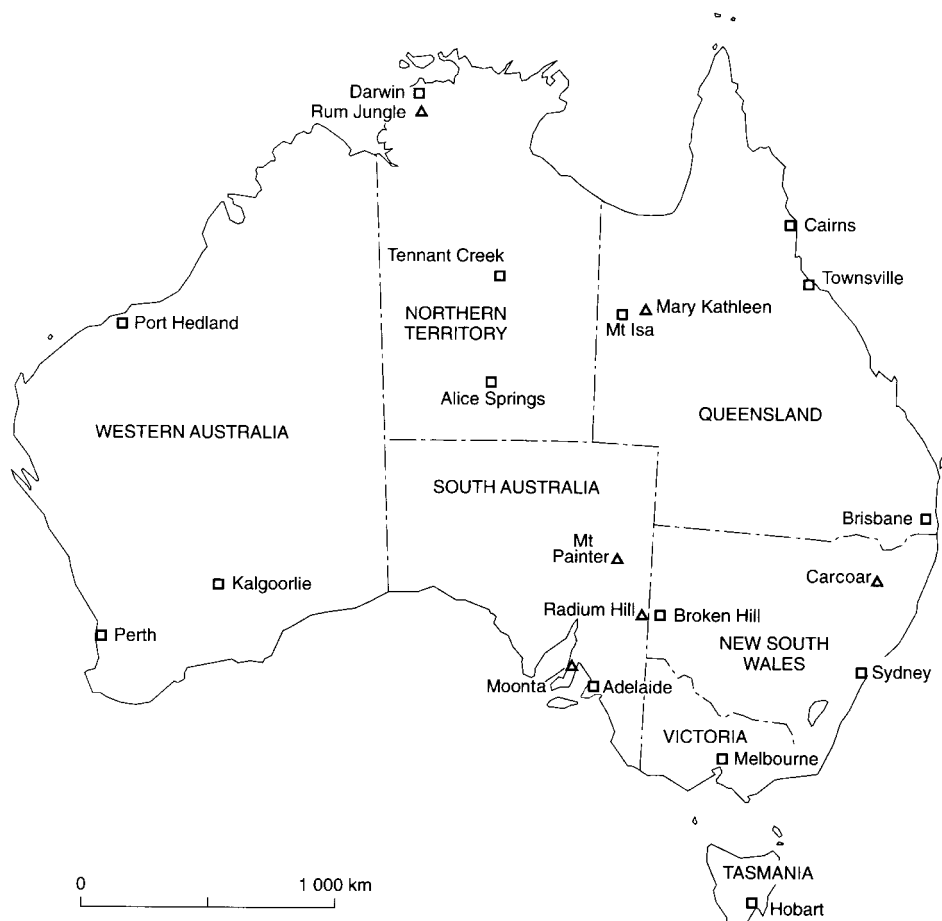 Darwin
Rum Jungle
Cairns
Tennant Creek
Townsville
NORTHERN
TERRITORY
Mary Kathleen
Port Hedland
Mt Isa
Alice Springs
QUEENSLAND
WESTERN AUSTRALIA
SOUTH AUSTRALIA
Brisbane
Mt
Painter
Carcoar
Kalgoorlie
Radium Hill
Broken Hill
Perth
NEW SOUTH
WALES
Sydney
Moonta
Adelaide
VICTORIA
Melbourne
TASMANIA
0
1 000 km
Hobart